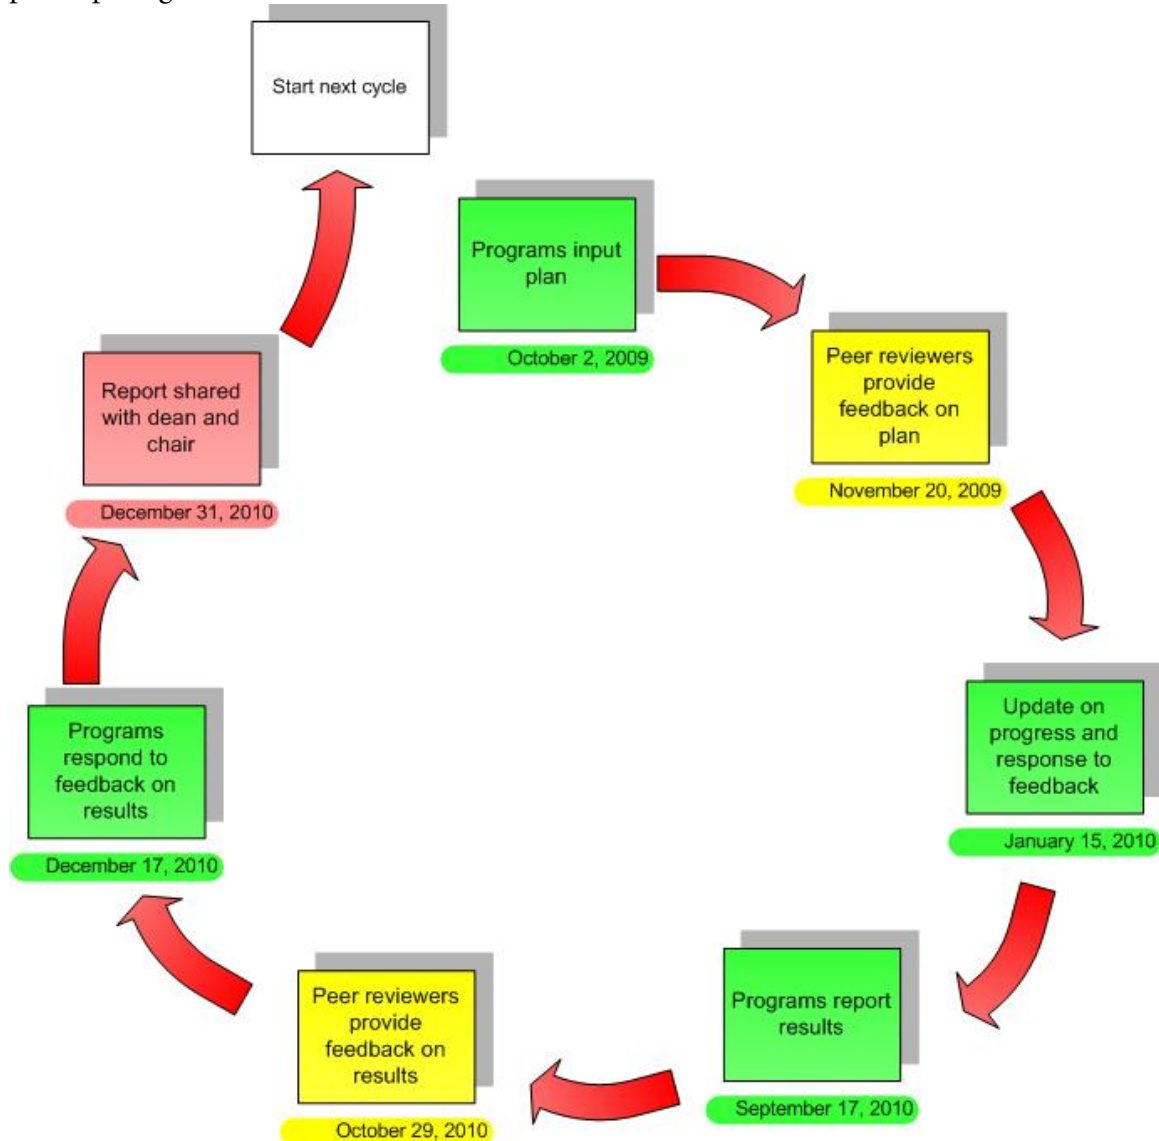 Start next cycle
Programs input
plan
October 2, 2009
Peer reviewers
provide
feedback on
plan
November 20, 2009
Update on
progress and
response to
feedback
January 15, 2010
Programs report
results
September 17, 2010
Peer reviewers
provide
feedback on
results
October 29, 2010
Programs
respond to
feedback on
results
December 17, 2010
Report shared
with dean and
chair
December 31, 2010